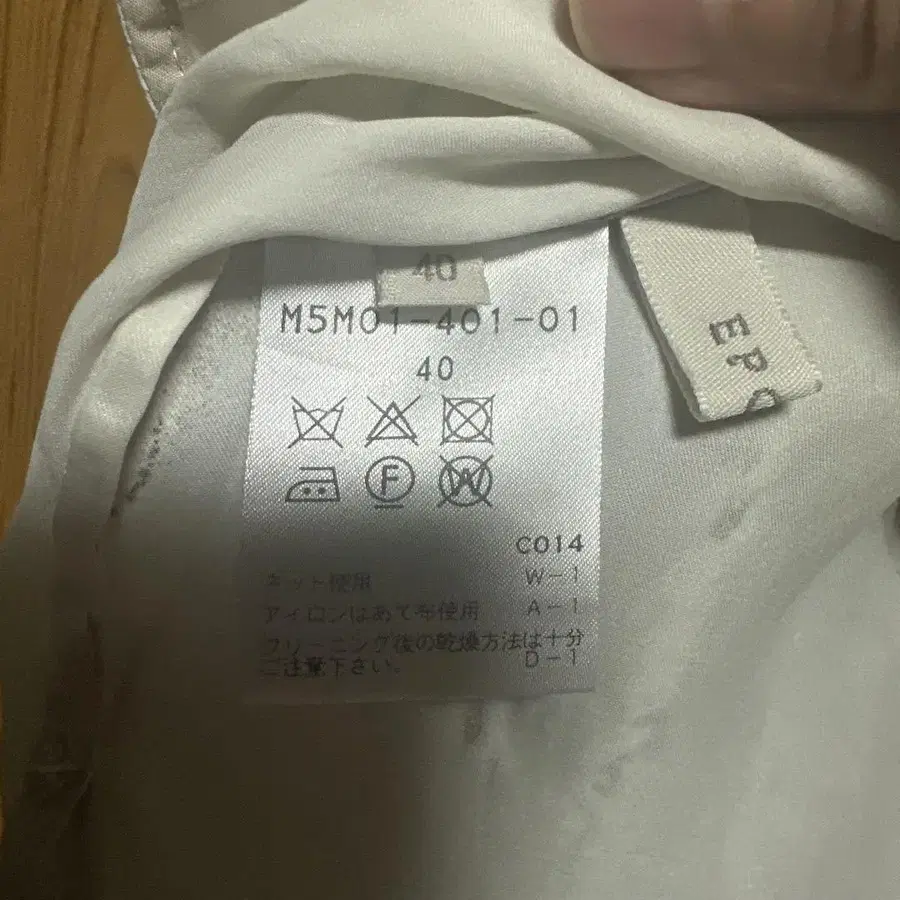 40
M5M01-401-01
40
F
W
C014
ネット使用 W-1
アイロンはあて布使用 A-1
クリーニング後の乾燥方法は十分
ご注意下さい。 D-1